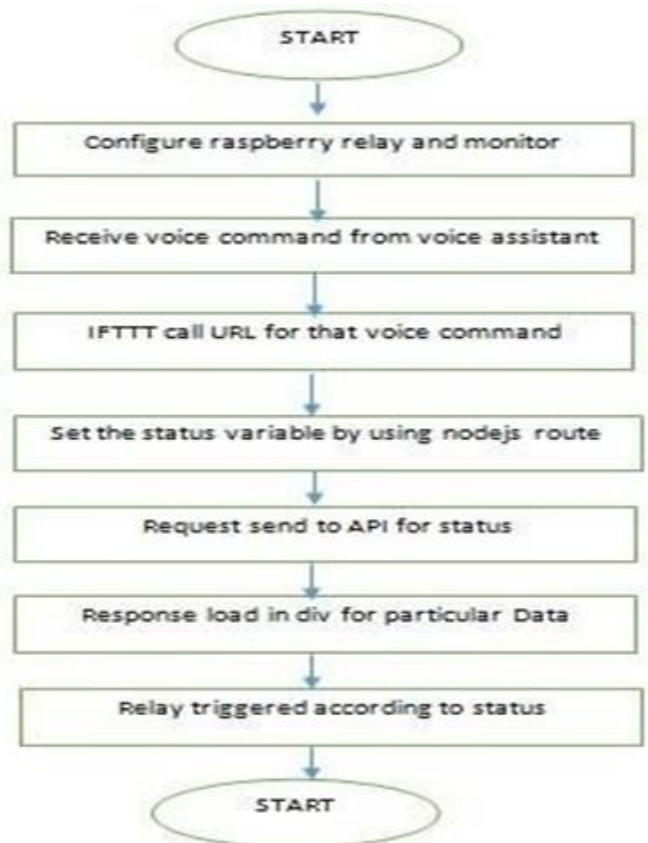 START
Configure raspberry relay and monitor
Receive voice command from voice assistant
IFTTT call URL for that voice command
Set the status variable by using nodejs route
Request send to API for status
Response load in div for particular Data
Relay triggered according to status
START